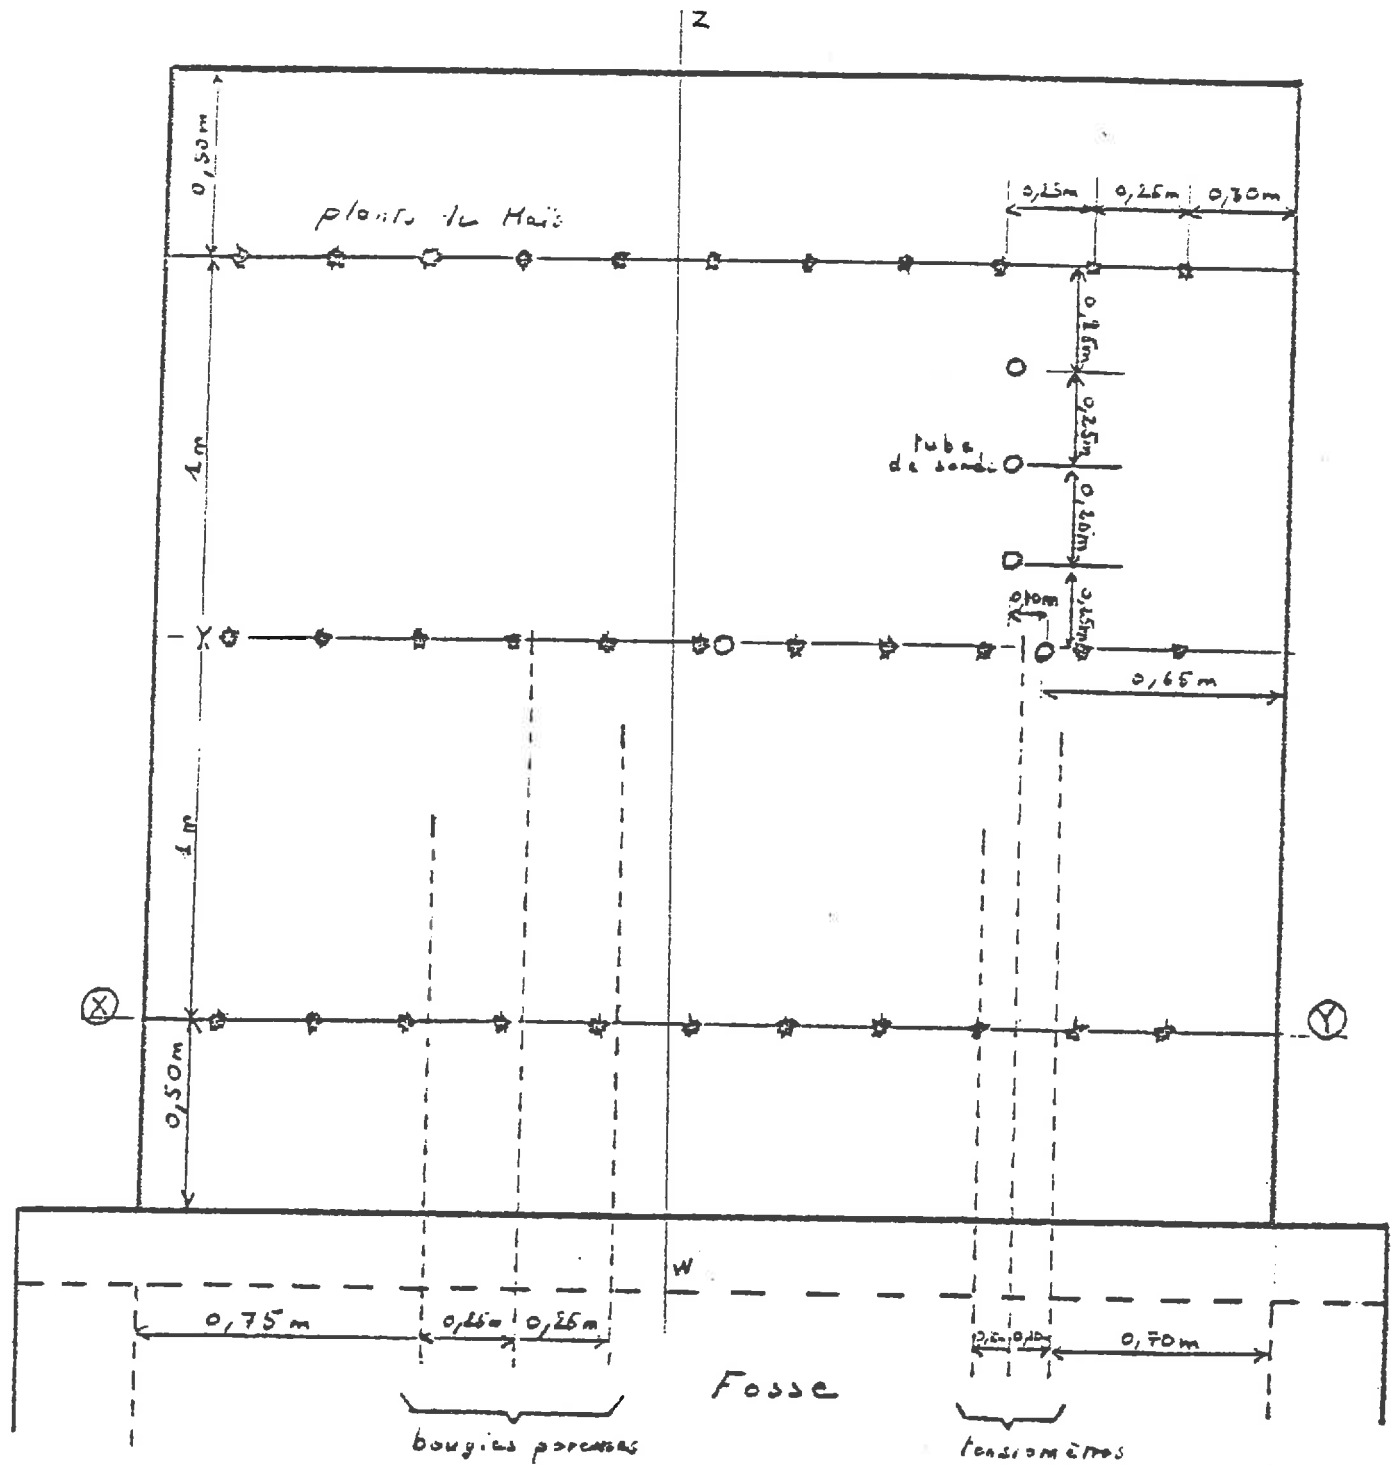 Z
0,50m
0,25m 0,25m 0,30m
plants de Maïs
0,25m
0,25m
1m
tube
de sonde
0,25m
0,10m
0,25m
Y
0,65m
1m
X
Y
0,50m
W
0,75m
0,25m 0,25m
0,10m
0,70m
Fosse
bougies poreuses
tensiomètres